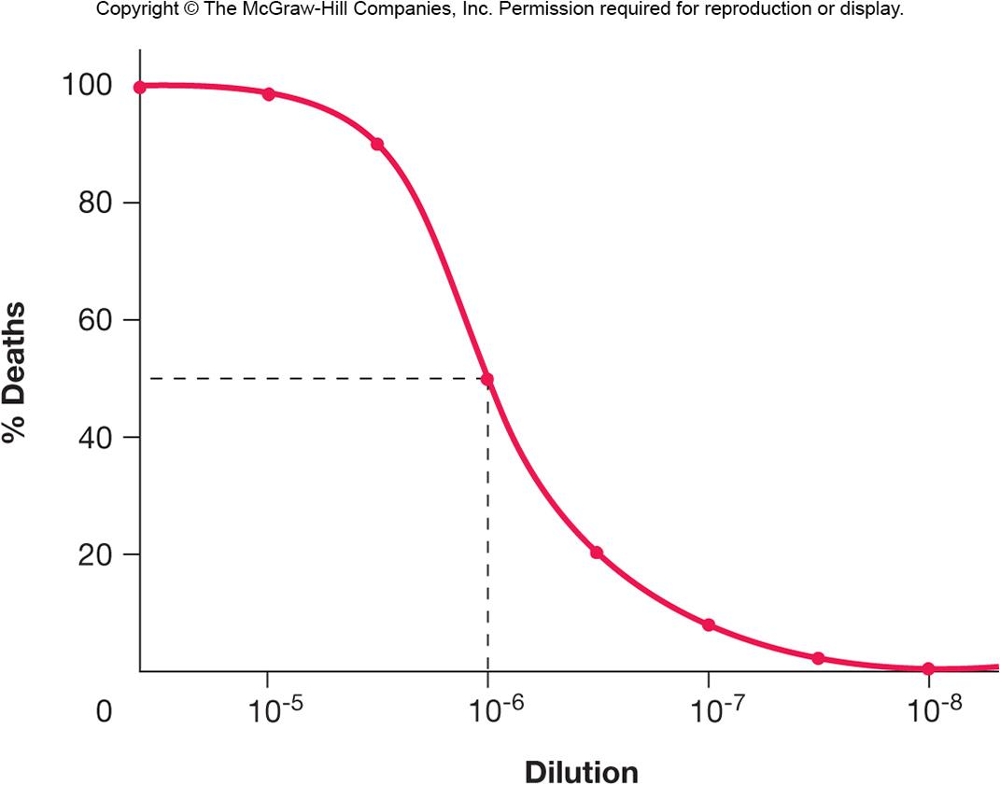 Copyright © The McGraw-Hill Companies, Inc. Permission required for reproduction or display.
100
80
60
40
20
% Deaths
0 10⁻⁵ 10⁻⁶ 10⁻⁷ 10⁻⁸
Dilution